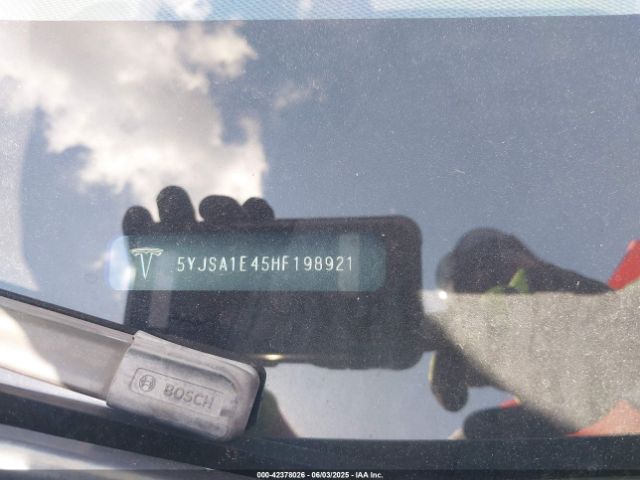 5YJSA1E45HF198921
BOSCH
000-42378026 - 06/03/2025 - IAA Inc.